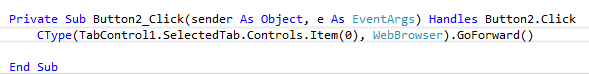 Private Sub Button2_Click(sender As Object, e As EventArgs) Handles Button2.Click
    CType(TabControl1.SelectedTab.Controls.Item(0), WebBrowser).GoForward()
End Sub